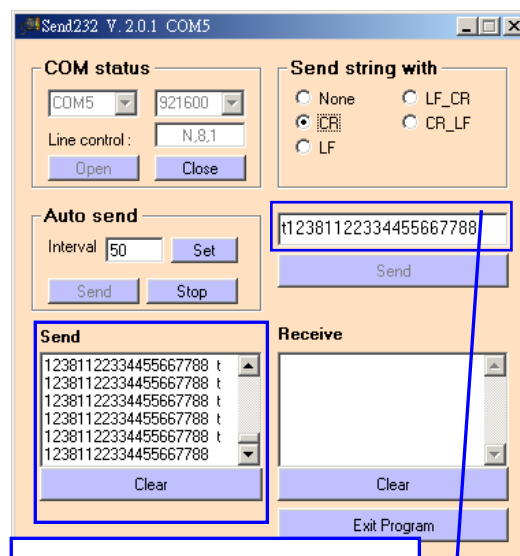 Send232 V. 2.0.1 COM5
COM status
COM5 921600
Line control : N,8,1
Open Close
Send string with
None LF_CR
CR CR_LF
LF
Auto send
Interval 50 Set
Send Stop
t12381122334455667788
Send
Send
12381122334455667788 t
12381122334455667788 t
12381122334455667788 t
12381122334455667788 t
12381122334455667788 t
12381122334455667788
Clear
Receive
Clear
Exit Program